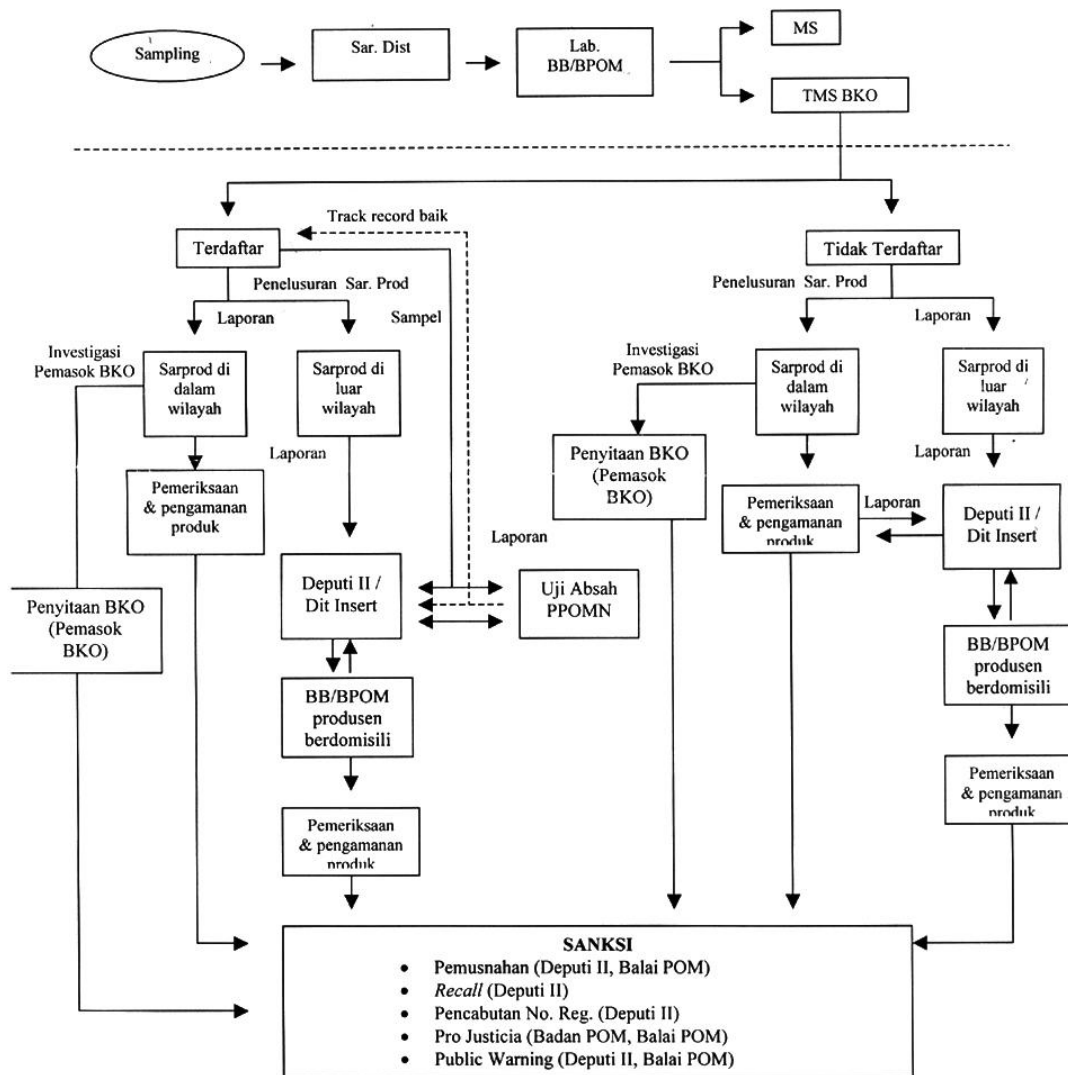 Sampling
Sar. Dist
Lab.
BB/BPOM
MS
TMS BKO
Track record baik
Terdaftar
Tidak Terdaftar
Penelusuran Sar. Prod
Laporan
Sampel
Penelusuran Sar. Prod
Laporan
Investigasi
Pemasok BKO
Sarprod di
dalam
wilayah
Sarprod di
luar
wilayah
Investigasi
Pemasok BKO
Sarprod di
dalam
wilayah
Sarprod di
luar
wilayah
Laporan
Laporan
Pemeriksaan
& pengamanan
produk
Penyitaan BKO
(Pemasok
BKO)
Pemeriksaan
& pengamanan
produk
Laporan
Deputi II /
Dit Insert
Laporan
Penyitaan BKO
(Pemasok
BKO)
Deputi II /
Dit Insert
Uji Absah
PPOMN
BB/BPOM
produsen
berdomisili
BB/BPOM
produsen
berdomisili
Pemeriksaan
& pengamanan
produk
Pemeriksaan
& pengamanan
produk
SANKSI
• Pemusnahan (Deputi II, Balai POM)
• Recall (Deputi II)
• Pencabutan No. Reg. (Deputi II)
• Pro Justicia (Badan POM, Balai POM)
• Public Warning (Deputi II, Balai POM)